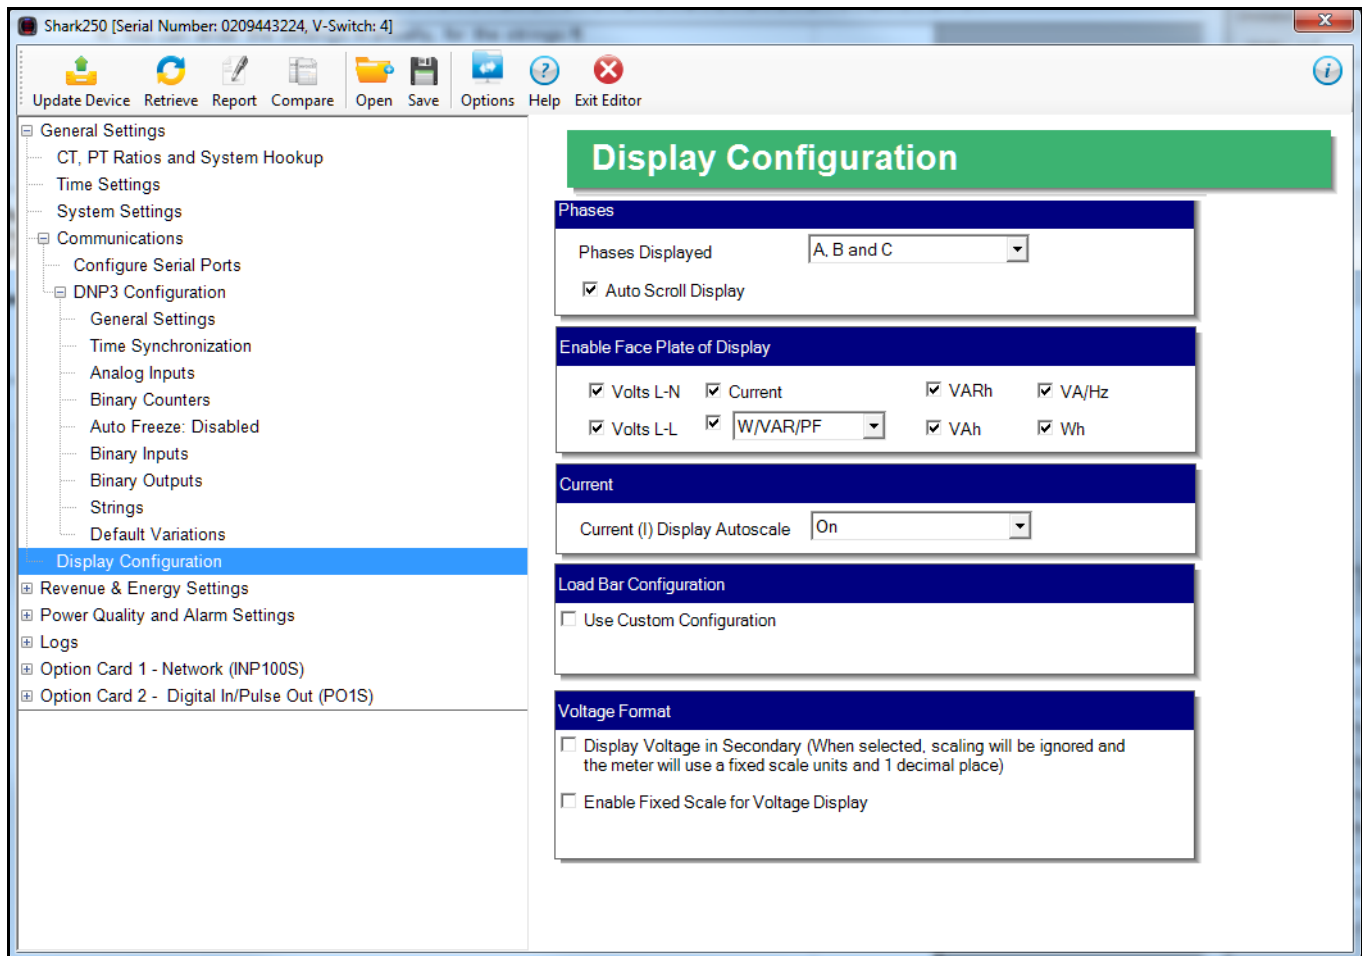 Shark250 [Serial Number: 0209443224, V-Switch: 4]
Update Device Retrieve Report Compare Open Save Options Help Exit Editor
General Settings
CT, PT Ratios and System Hookup
Time Settings
System Settings
Communications
Configure Serial Ports
DNP3 Configuration
General Settings
Time Synchronization
Analog Inputs
Binary Counters
Auto Freeze: Disabled
Binary Inputs
Binary Outputs
Strings
Default Variations
Display Configuration
Revenue & Energy Settings
Power Quality and Alarm Settings
Logs
Option Card 1 - Network (INP100S)
Option Card 2 - Digital In/Pulse Out (PO1S)
Display Configuration
Phases
Phases Displayed A, B and C
Auto Scroll Display
Enable Face Plate of Display
Volts L-N Current VARh VA/Hz
Volts L-L W/VAR/PF VAh Wh
Current
Current (I) Display Autoscale On
Load Bar Configuration
Use Custom Configuration
Voltage Format
Display Voltage in Secondary (When selected, scaling will be ignored and
the meter will use a fixed scale units and 1 decimal place)
Enable Fixed Scale for Voltage Display